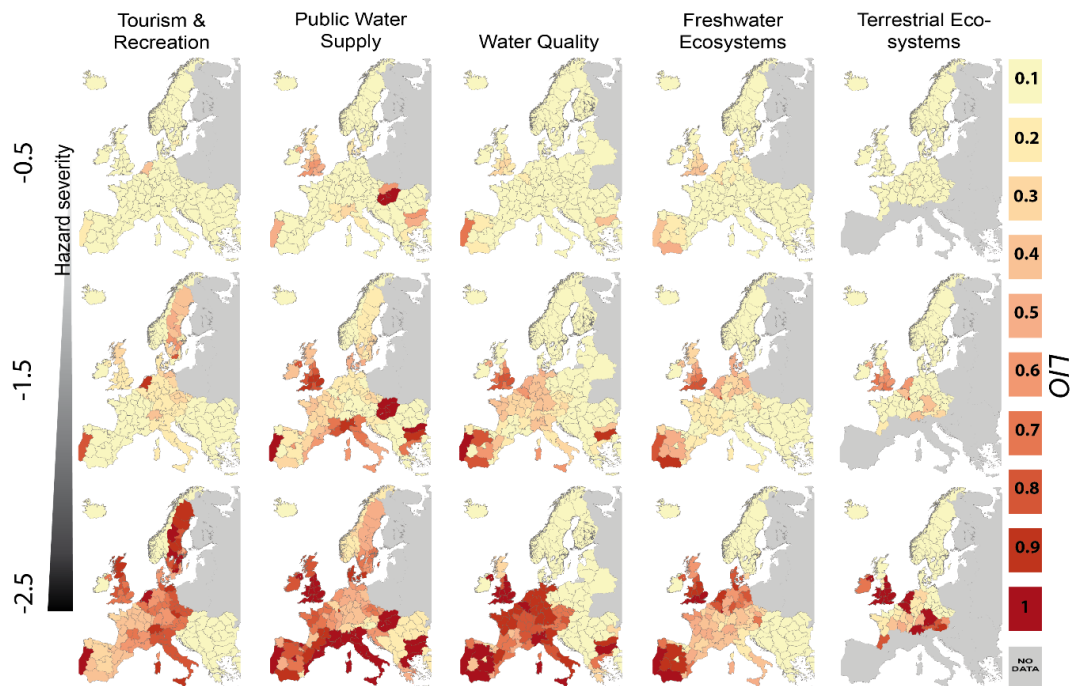 Tourism &
Recreation
Public Water
Supply
Water Quality
Freshwater
Ecosystems
Terrestrial Eco-
systems
Hazard severity
-0.5
-1.5
-2.5
0.1
0.2
0.3
0.4
0.5
0.6
0.7
0.8
0.9
1
NO
DATA
LIO